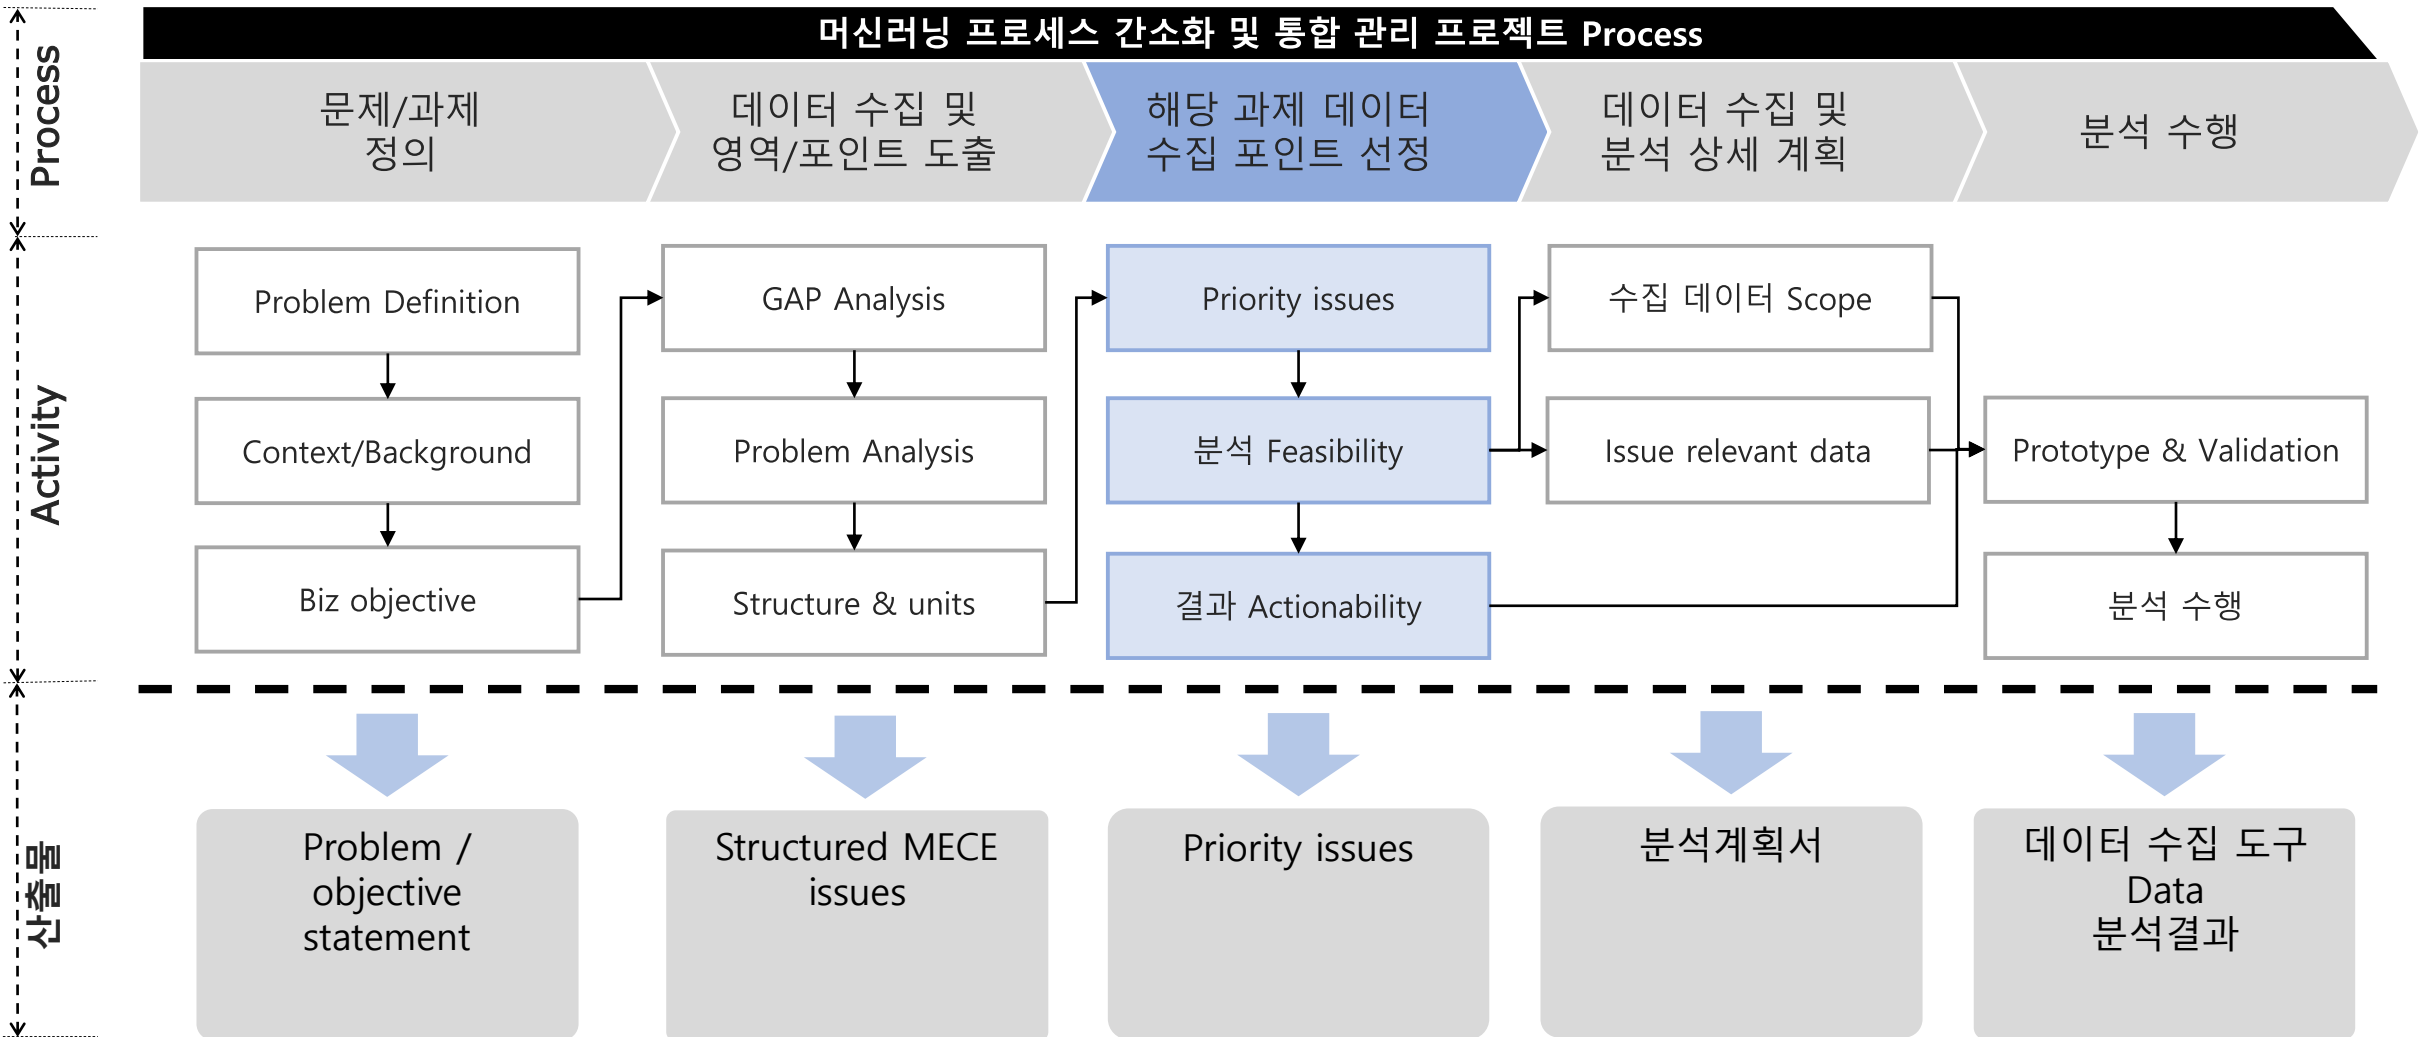 머신러닝 프로세스 간소화 및 통합 관리 프로젝트 Process
Process
문제/과제
정의
데이터 수집 및
영역/포인트 도출
해당 과제 데이터
수집 포인트 선정
데이터 수집 및
분석 상세 계획
분석 수행
Activity
Problem Definition
Context/Background
Biz objective
GAP Analysis
Problem Analysis
Structure & units
Priority issues
분석 Feasibility
결과 Actionability
수집 데이터 Scope
Issue relevant data
Prototype & Validation
분석 수행
산출물
Problem /
objective
statement
Structured MECE
issues
Priority issues
분석계획서
데이터 수집 도구
Data
분석결과